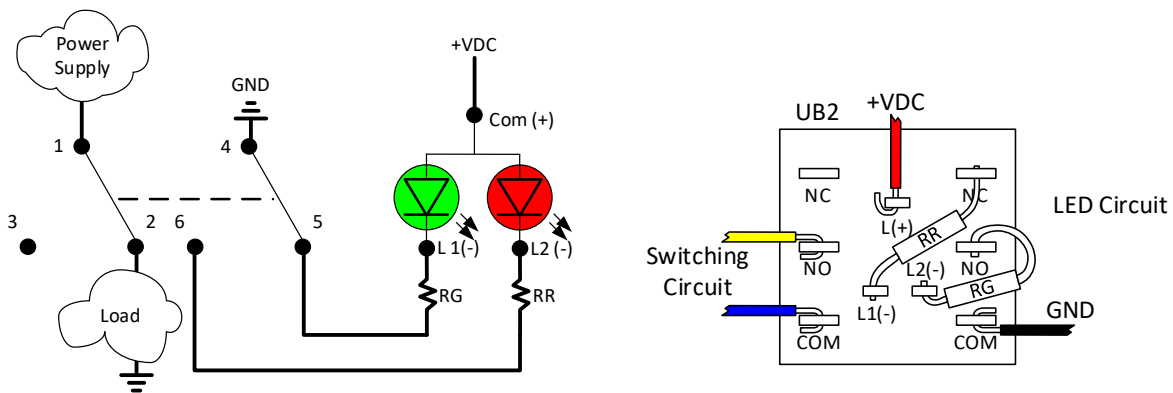 Power
Supply
1
GND
4
+VDC
Com (+)
3
2
6
5
L 1(-)
L2 (-)
RG
RR
Load
UB2
+VDC
NC
NC
L(+)
LED Circuit
RR
Switching
Circuit
NO
L2(-)
NO
RG
L1(-)
GND
COM
COM